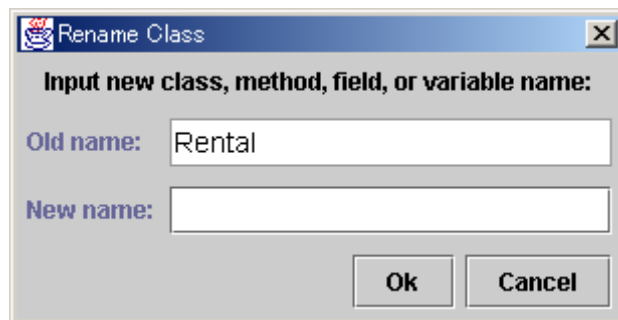 Rename Class
Input new class, method, field, or variable name:
Old name: Rental
New name:
Ok Cancel